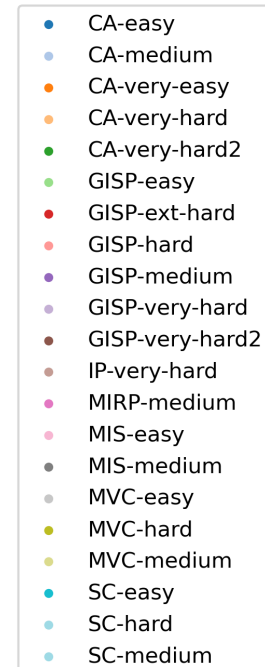 CA-easy
CA-medium
CA-very-easy
CA-very-hard
CA-very-hard2
GISP-easy
GISP-ext-hard
GISP-hard
GISP-medium
GISP-very-hard
GISP-very-hard2
IP-very-hard
MIRP-medium
MIS-easy
MIS-medium
MVC-easy
MVC-hard
MVC-medium
SC-easy
SC-hard
SC-medium